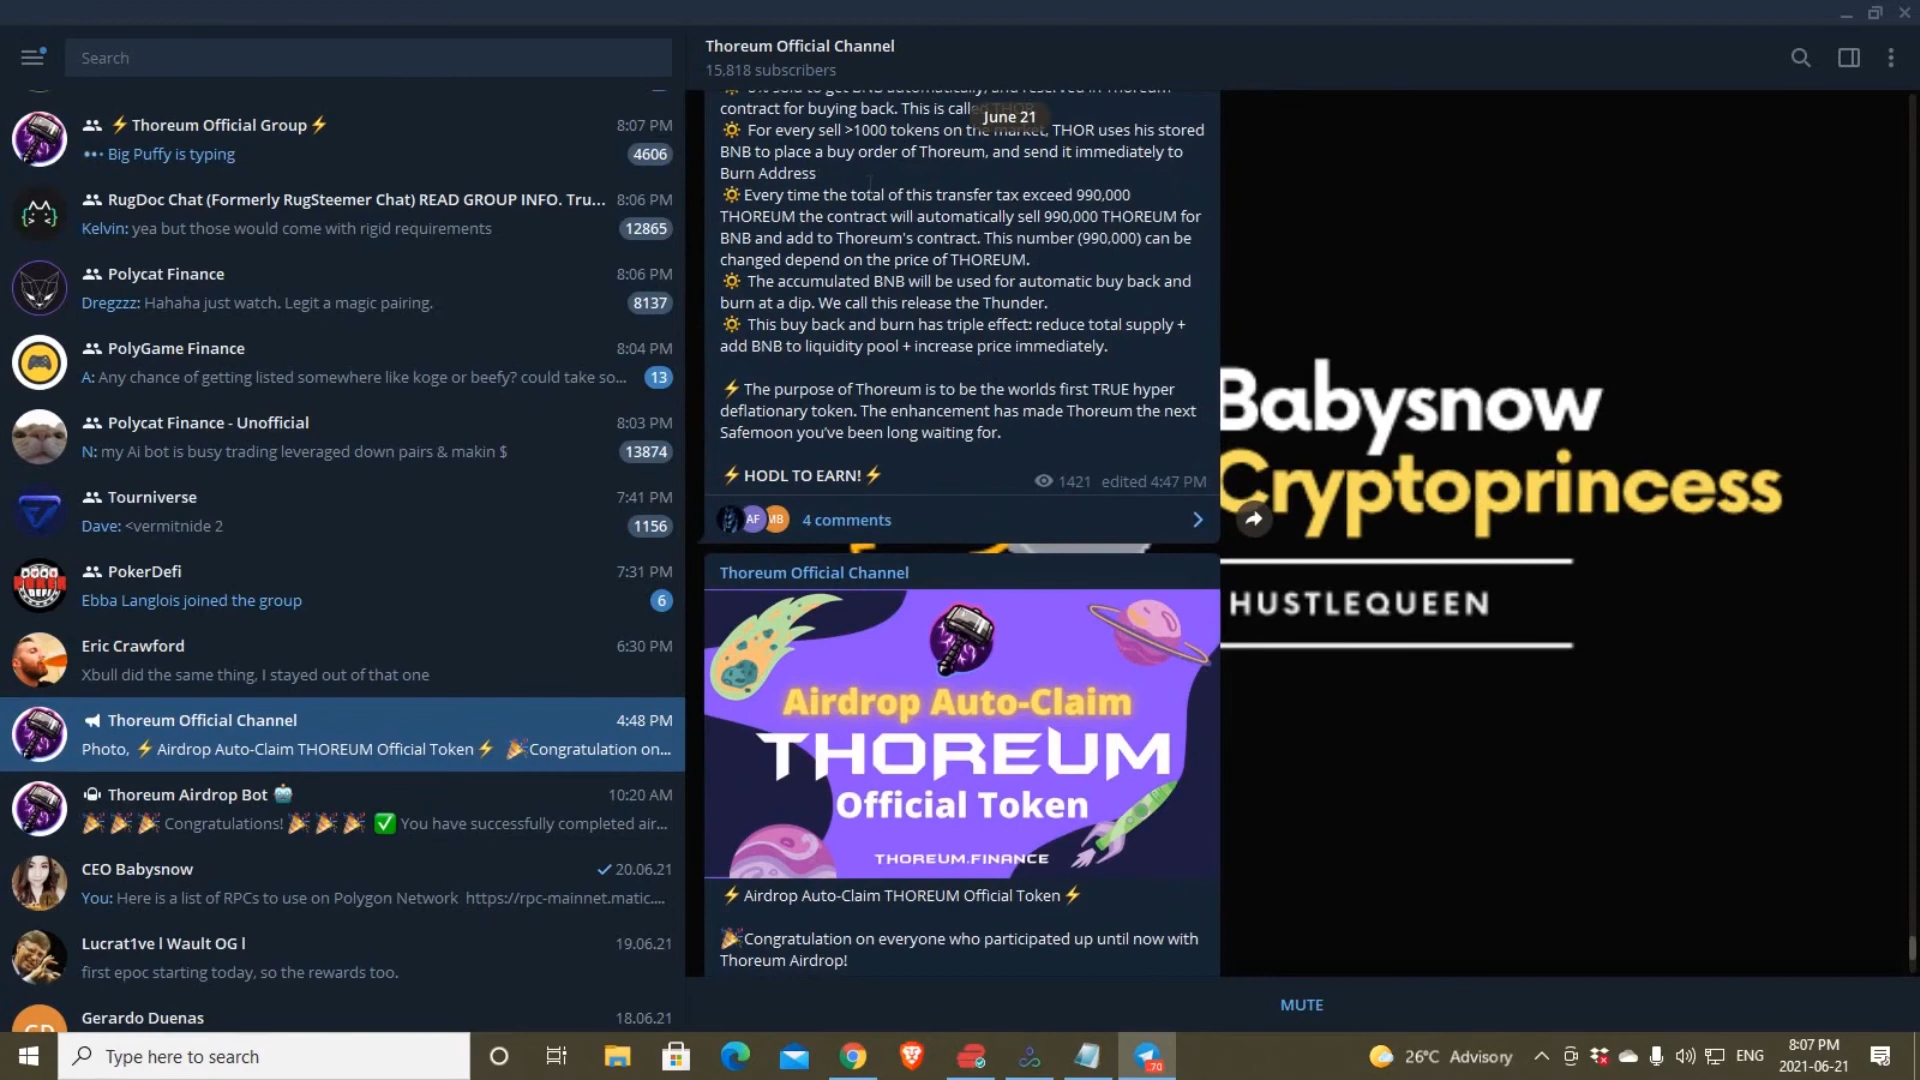 Search
Thoreum Official Channel
15,818 subscribers
⚡Thoreum Official Group⚡
8:07 PM
Big Puffy is typing
4606
RugDoc Chat (Formerly RugSteemer Chat) READ GROUP INFO. Tru...
8:06 PM
Kelvin: yea but those would come with rigid requirements
12865
Polycat Finance
8:06 PM
Dregzzz: Hahaha just watch. Legit a magic pairing.
8137
PolyGame Finance
8:04 PM
A: Any chance of getting listed somewhere like koge or beefy? could take so...
13
Polycat Finance - Unofficial
8:03 PM
N: my Ai bot is busy trading leveraged down pairs & makin $
13874
Tourniverse
7:41 PM
Dave: <vermitnide 2
1156
PokerDefi
7:31 PM
Ebba Langlois joined the group
6
Eric Crawford
6:30 PM
Xbull did the same thing, I stayed out of that one
Thoreum Official Channel
4:48 PM
Photo, ⚡Airdrop Auto-Claim THOREUM Official Token⚡ 🎉Congratulation on...
Thoreum Airdrop Bot 🤖
10:20 AM
🎉🎉🎉 Congratulations! 🎉🎉🎉 ✅ You have successfully completed air...
CEO Babysnow
20.06.21
You: Here is a list of RPCs to use on Polygon Network https://rpc-mainnet.matic....
Lucrat1ve l Wault OG l
19.06.21
first epoc starting today, so the rewards too.
Gerardo Duenas
18.06.21
June 21
🔅 5% sold to get BNB automatically, and reserved in Thoreum
contract for buying back. This is called THOR
🔅 For every sell >1000 tokens on the market, THOR uses his stored
BNB to place a buy order of Thoreum, and send it immediately to
Burn Address
🔅Every time the total of this transfer tax exceed 990,000
THOREUM the contract will automatically sell 990,000 THOREUM for
BNB and add to Thoreum's contract. This number (990,000) can be
changed depend on the price of THOREUM.
🔅 The accumulated BNB will be used for automatic buy back and
burn at a dip. We call this release the Thunder.
🔅 This buy back and burn has triple effect: reduce total supply +
add BNB to liquidity pool + increase price immediately.
⚡The purpose of Thoreum is to be the worlds first TRUE hyper
deflationary token. The enhancement has made Thoreum the next
Safemoon you've been long waiting for.
⚡HODL TO EARN!⚡
1421 edited 4:47 PM
AF MB 4 comments
Thoreum Official Channel
Airdrop Auto-Claim
THOREUM
Official Token
THOREUM.FINANCE
⚡Airdrop Auto-Claim THOREUM Official Token⚡
🎉Congratulation on everyone who participated up until now with
Thoreum Airdrop!
MUTE
Babysnow
Cryptoprincess
HUSTLEQUEEN
Type here to search
70
26°C Advisory
ENG
8:07 PM
2021-06-21